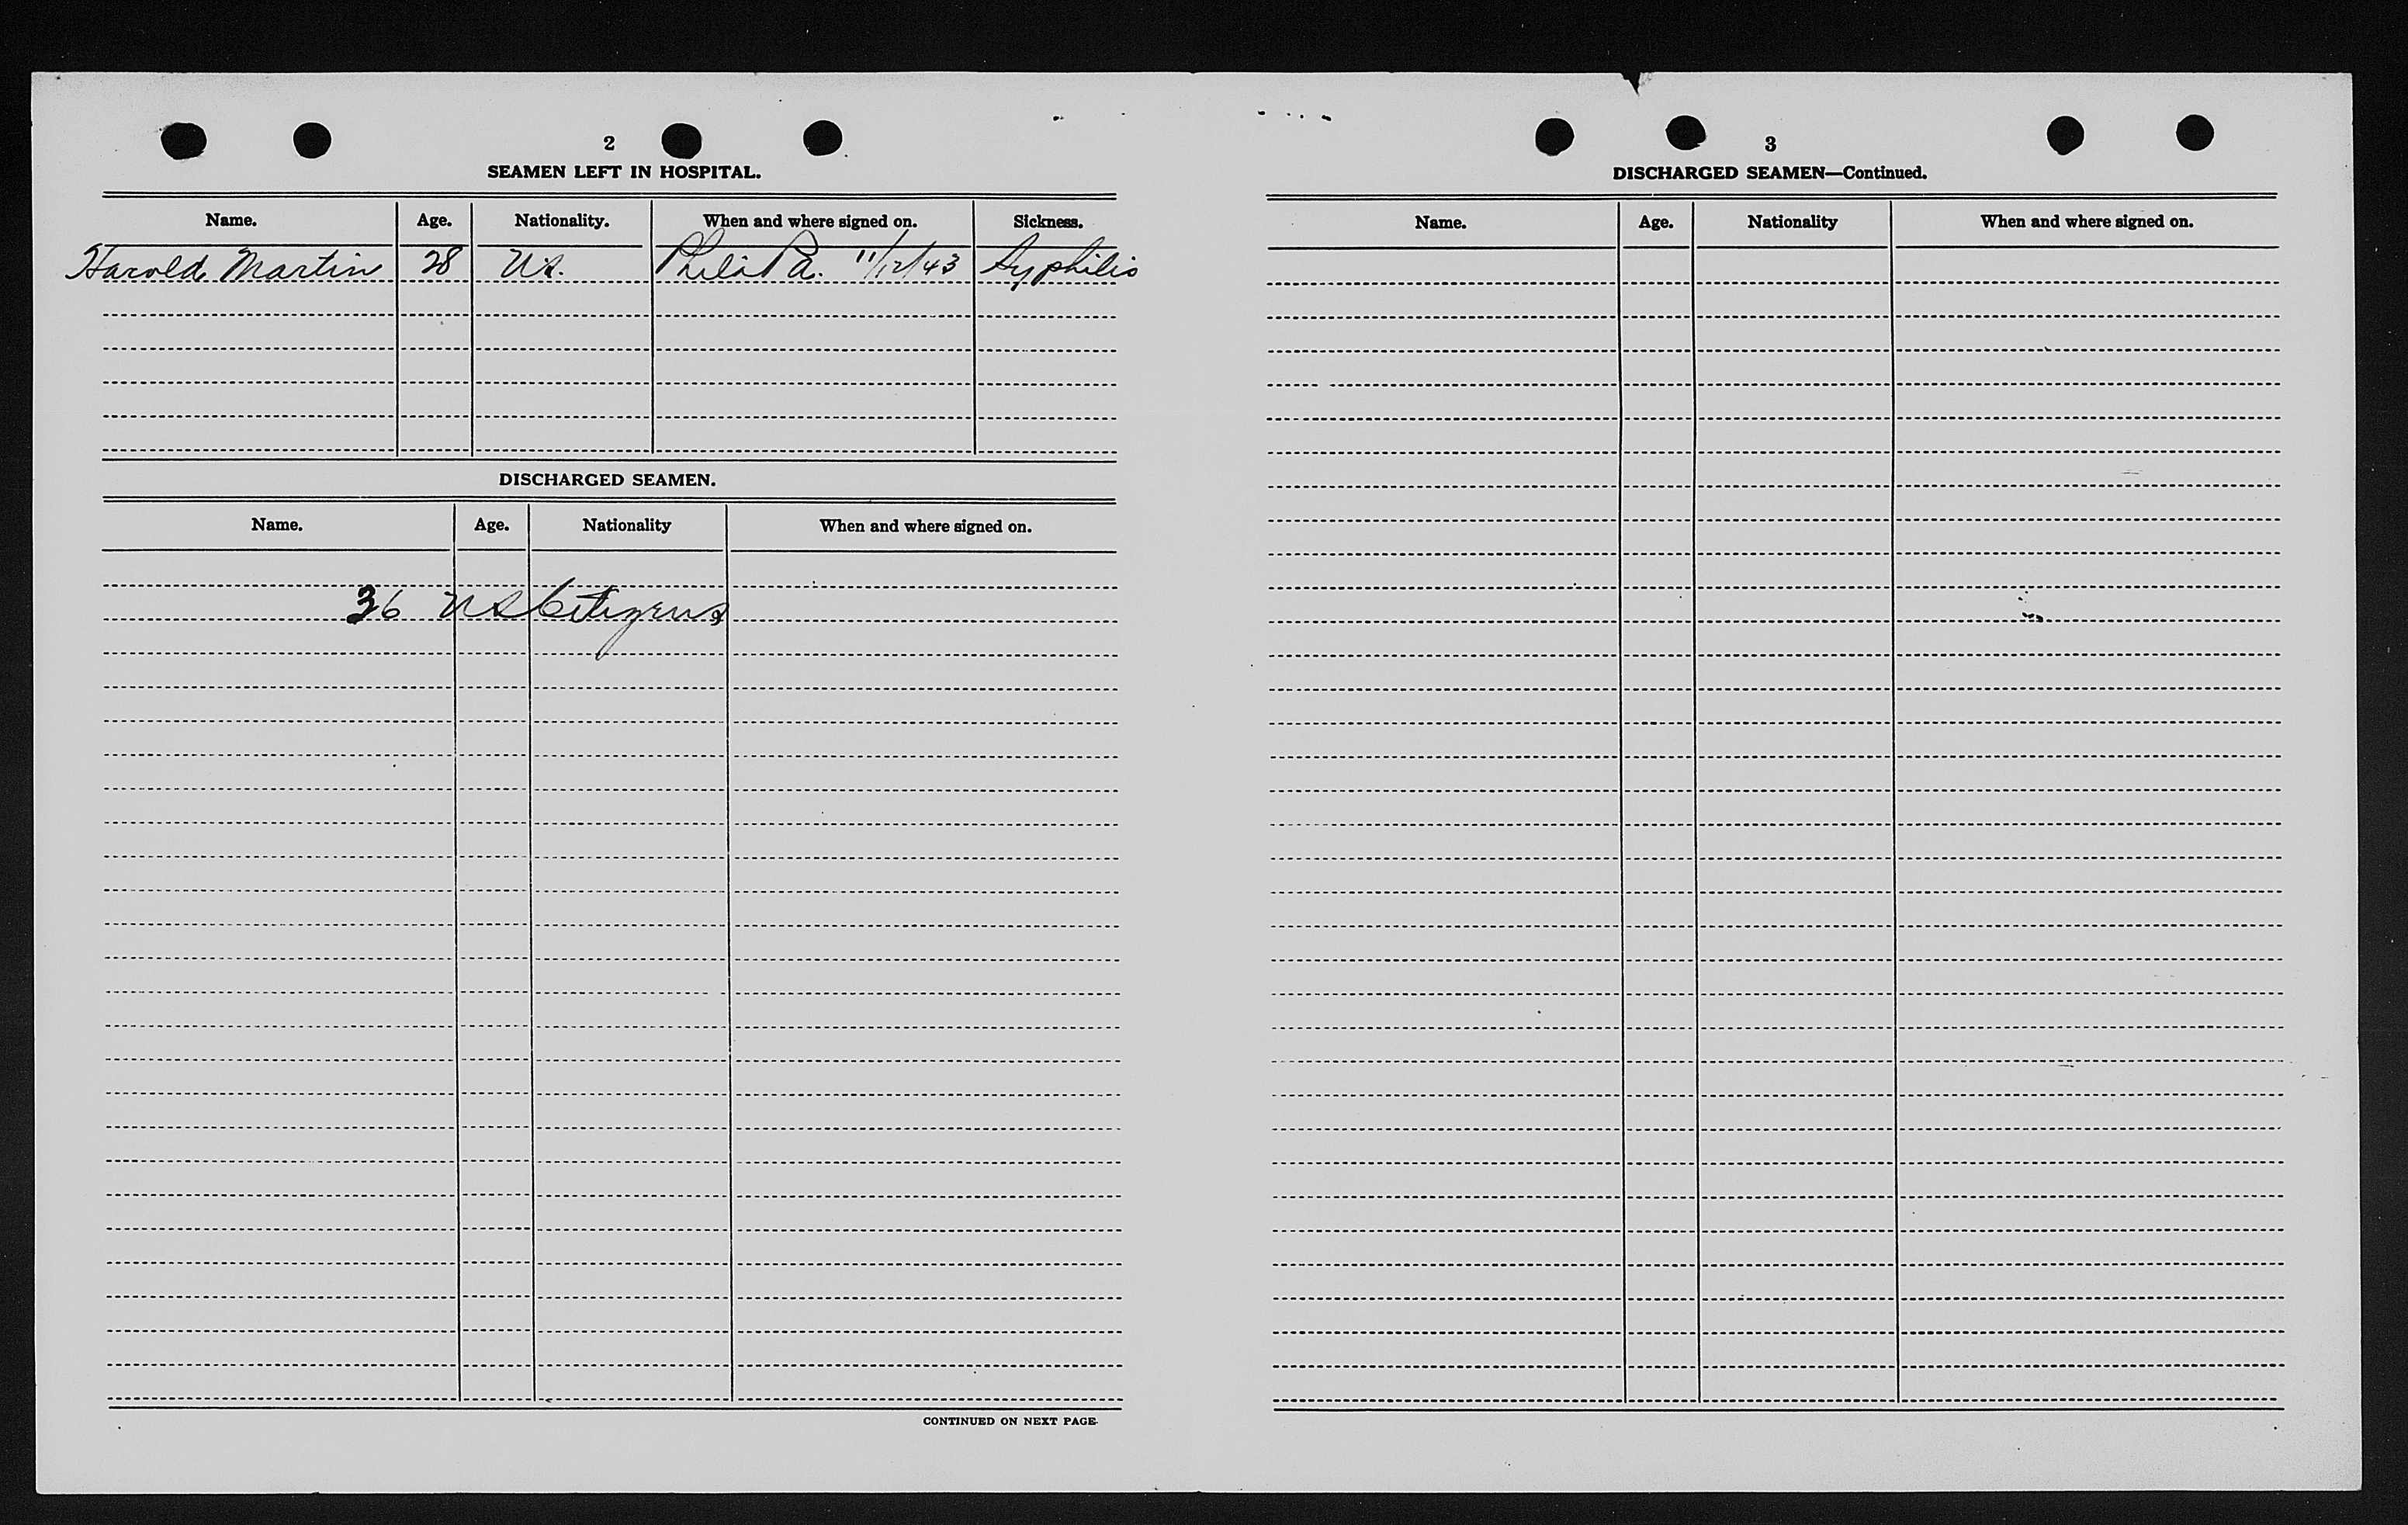 2
SEAMEN LEFT IN HOSPITAL.
Name. Age. Nationality. When and where signed on. Sickness.
Harold Martin 28 U.S. Phila Pa. 11/12/43 Syphilis
DISCHARGED SEAMEN.
Name. Age. Nationality When and where signed on.
36 US Citizens
CONTINUED ON NEXT PAGE.
3
DISCHARGED SEAMEN—Continued.
Name. Age. Nationality When and where signed on.